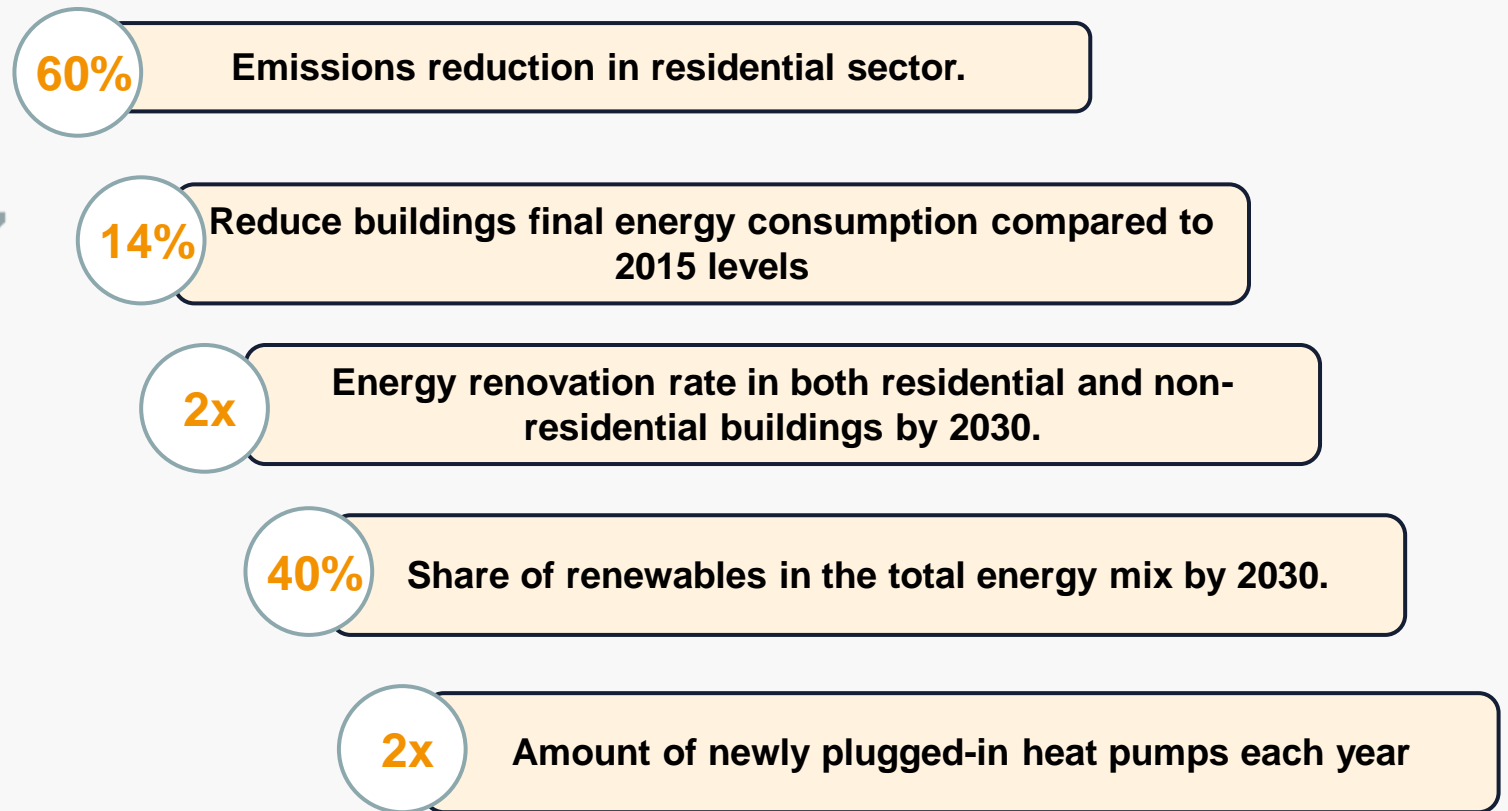 60%
Emissions reduction in residential sector.
14%
Reduce buildings final energy consumption compared to
2015 levels
2x
Energy renovation rate in both residential and non-
residential buildings by 2030.
40%
Share of renewables in the total energy mix by 2030.
2x
Amount of newly plugged-in heat pumps each year